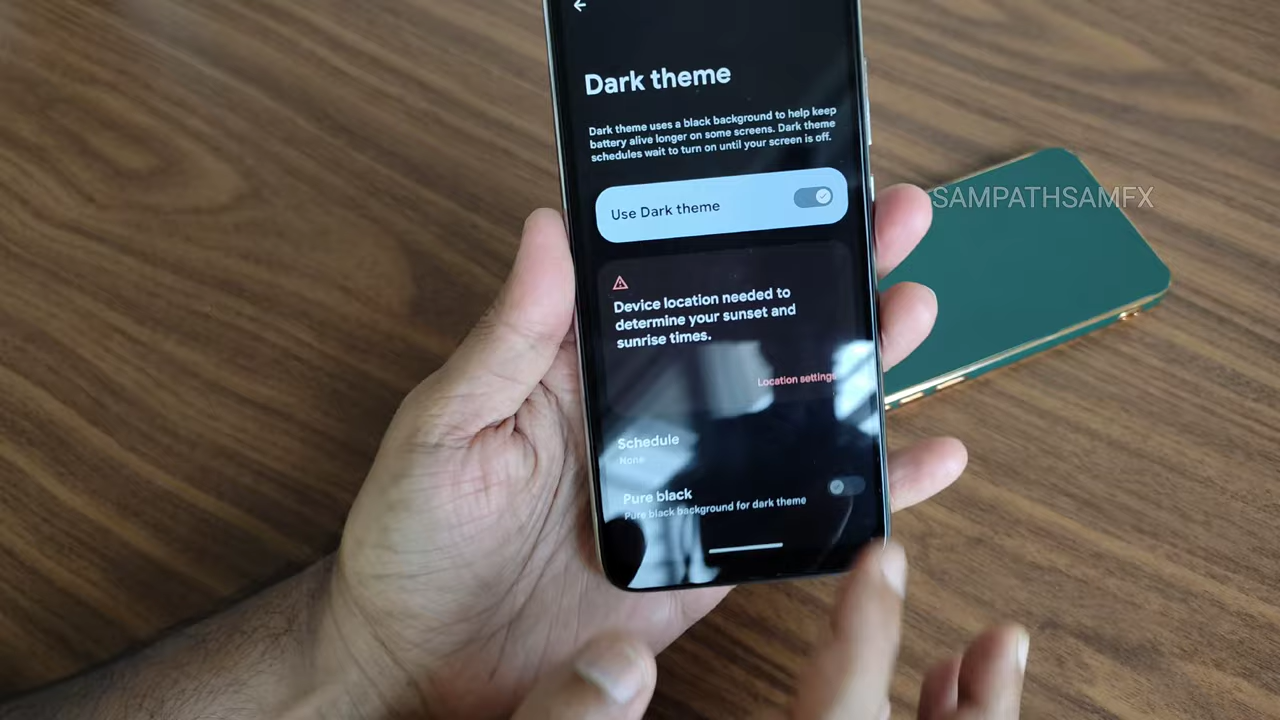 Dark theme
Dark theme uses a black background to help keep
battery alive longer on some screens. Dark theme
schedules wait to turn on until your screen is off.
Use Dark theme
SAMPATHSAMFX
Device location needed to
determine your sunset and
sunrise times.
Location settings
Schedule
None
Pure black
Pure black background for dark theme